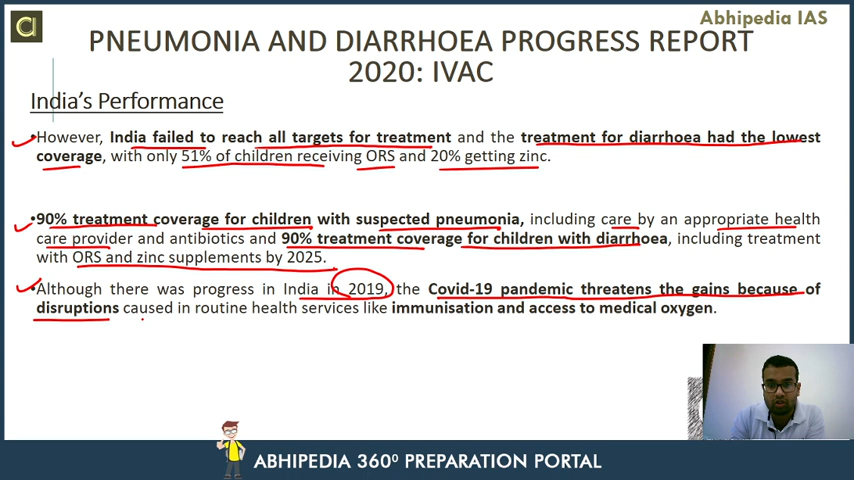 Abhipedia IAS
PNEUMONIA AND DIARRHOEA PROGRESS REPORT
2020: IVAC
India's Performance
•However, India failed to reach all targets for treatment and the treatment for diarrhoea had the lowest
coverage, with only 51% of children receiving ORS and 20% getting zinc.
•90% treatment coverage for children with suspected pneumonia, including care by an appropriate health
care provider and antibiotics and 90% treatment coverage for children with diarrhoea, including treatment
with ORS and zinc supplements by 2025.
•Although there was progress in India in 2019, the Covid-19 pandemic threatens the gains because of
disruptions caused in routine health services like immunisation and access to medical oxygen.
ABHIPEDIA 360⁰ PREPARATION PORTAL